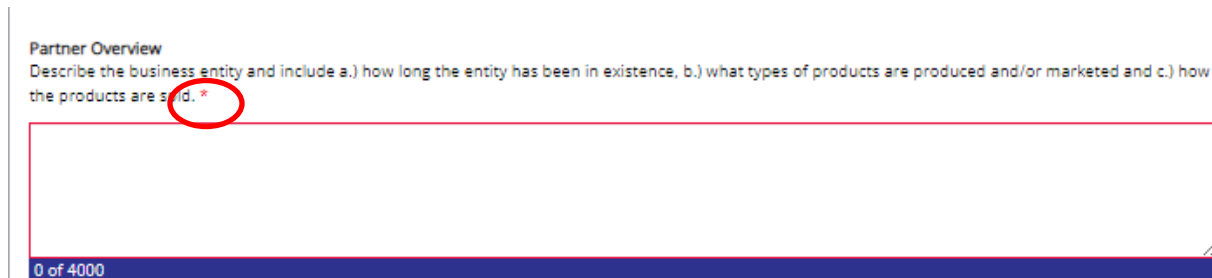 Partner Overview
Describe the business entity and include a.) how long the entity has been in existence, b.) what types of products are produced and/or marketed and c.) how
the products are sold. *
0 of 4000